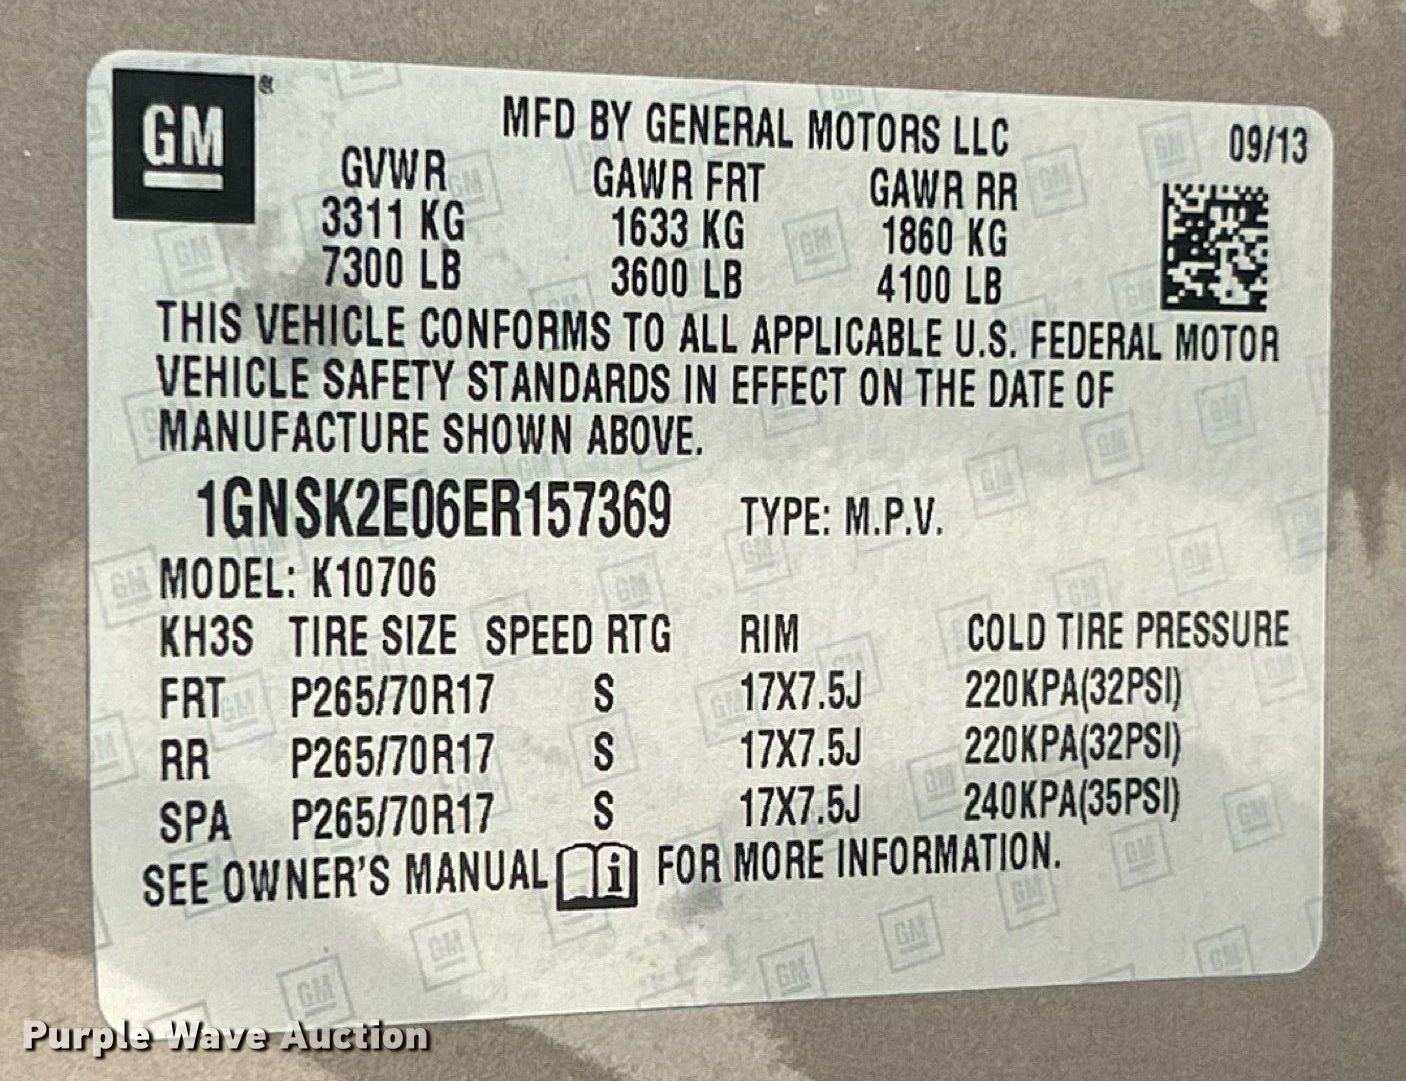 GM®
MFD BY GENERAL MOTORS LLC 09/13
GVWR GAWR FRT GAWR RR
3311 KG 1633 KG 1860 KG
7300 LB 3600 LB 4100 LB
THIS VEHICLE CONFORMS TO ALL APPLICABLE U.S. FEDERAL MOTOR
VEHICLE SAFETY STANDARDS IN EFFECT ON THE DATE OF
MANUFACTURE SHOWN ABOVE.
1GNSK2E06ER157369 TYPE: M.P.V.
MODEL: K10706
KH3S TIRE SIZE SPEED RTG RIM COLD TIRE PRESSURE
FRT P265/70R17 S 17X7.5J 220KPA(32PSI)
RR P265/70R17 S 17X7.5J 220KPA(32PSI)
SPA P265/70R17 S 17X7.5J 240KPA(35PSI)
SEE OWNER'S MANUAL i FOR MORE INFORMATION.
Purple Wave Auction